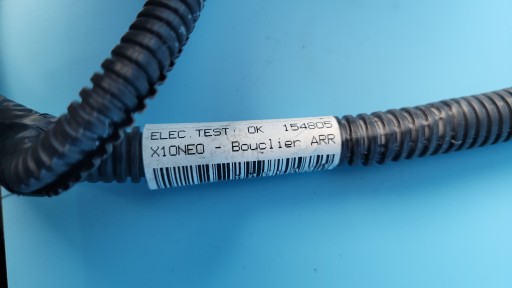 ELEC.TEST: OK 154805
X10NEO - Bouclier ARR